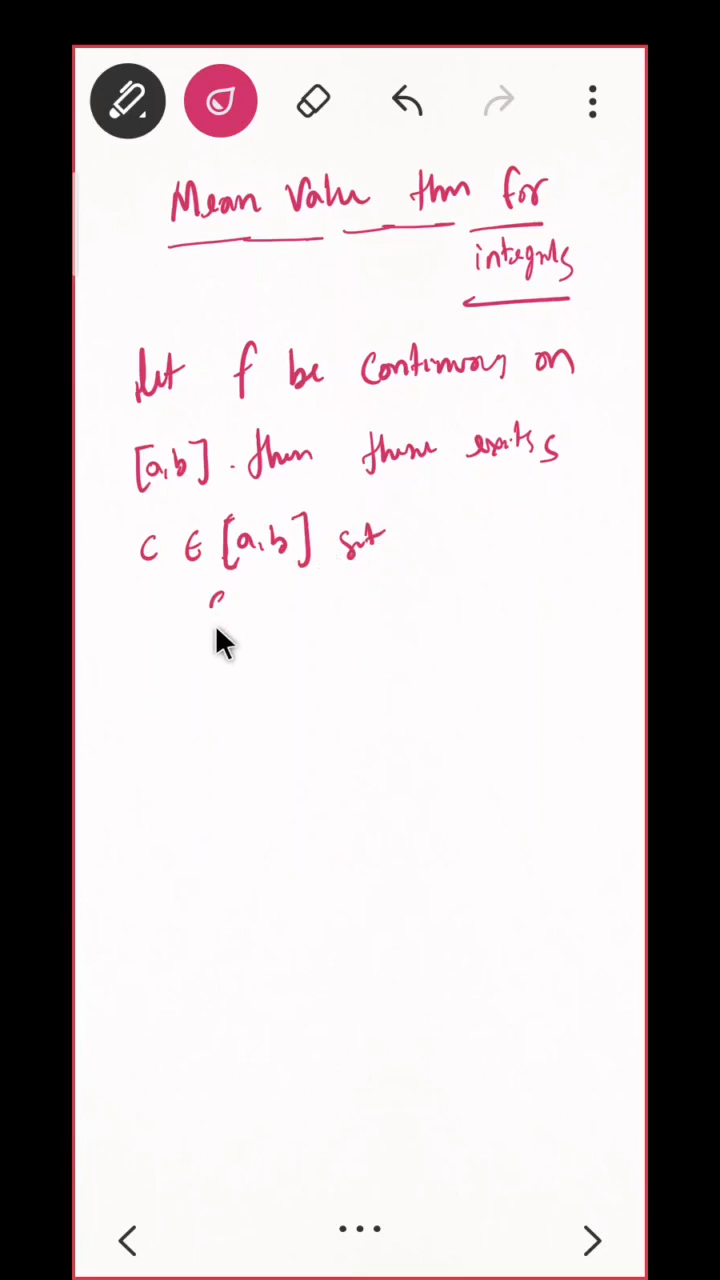 Mean Value thm for
integrals
Let f be continuous on
[a,b] . then there exists
c ∈ [a,b] s.t